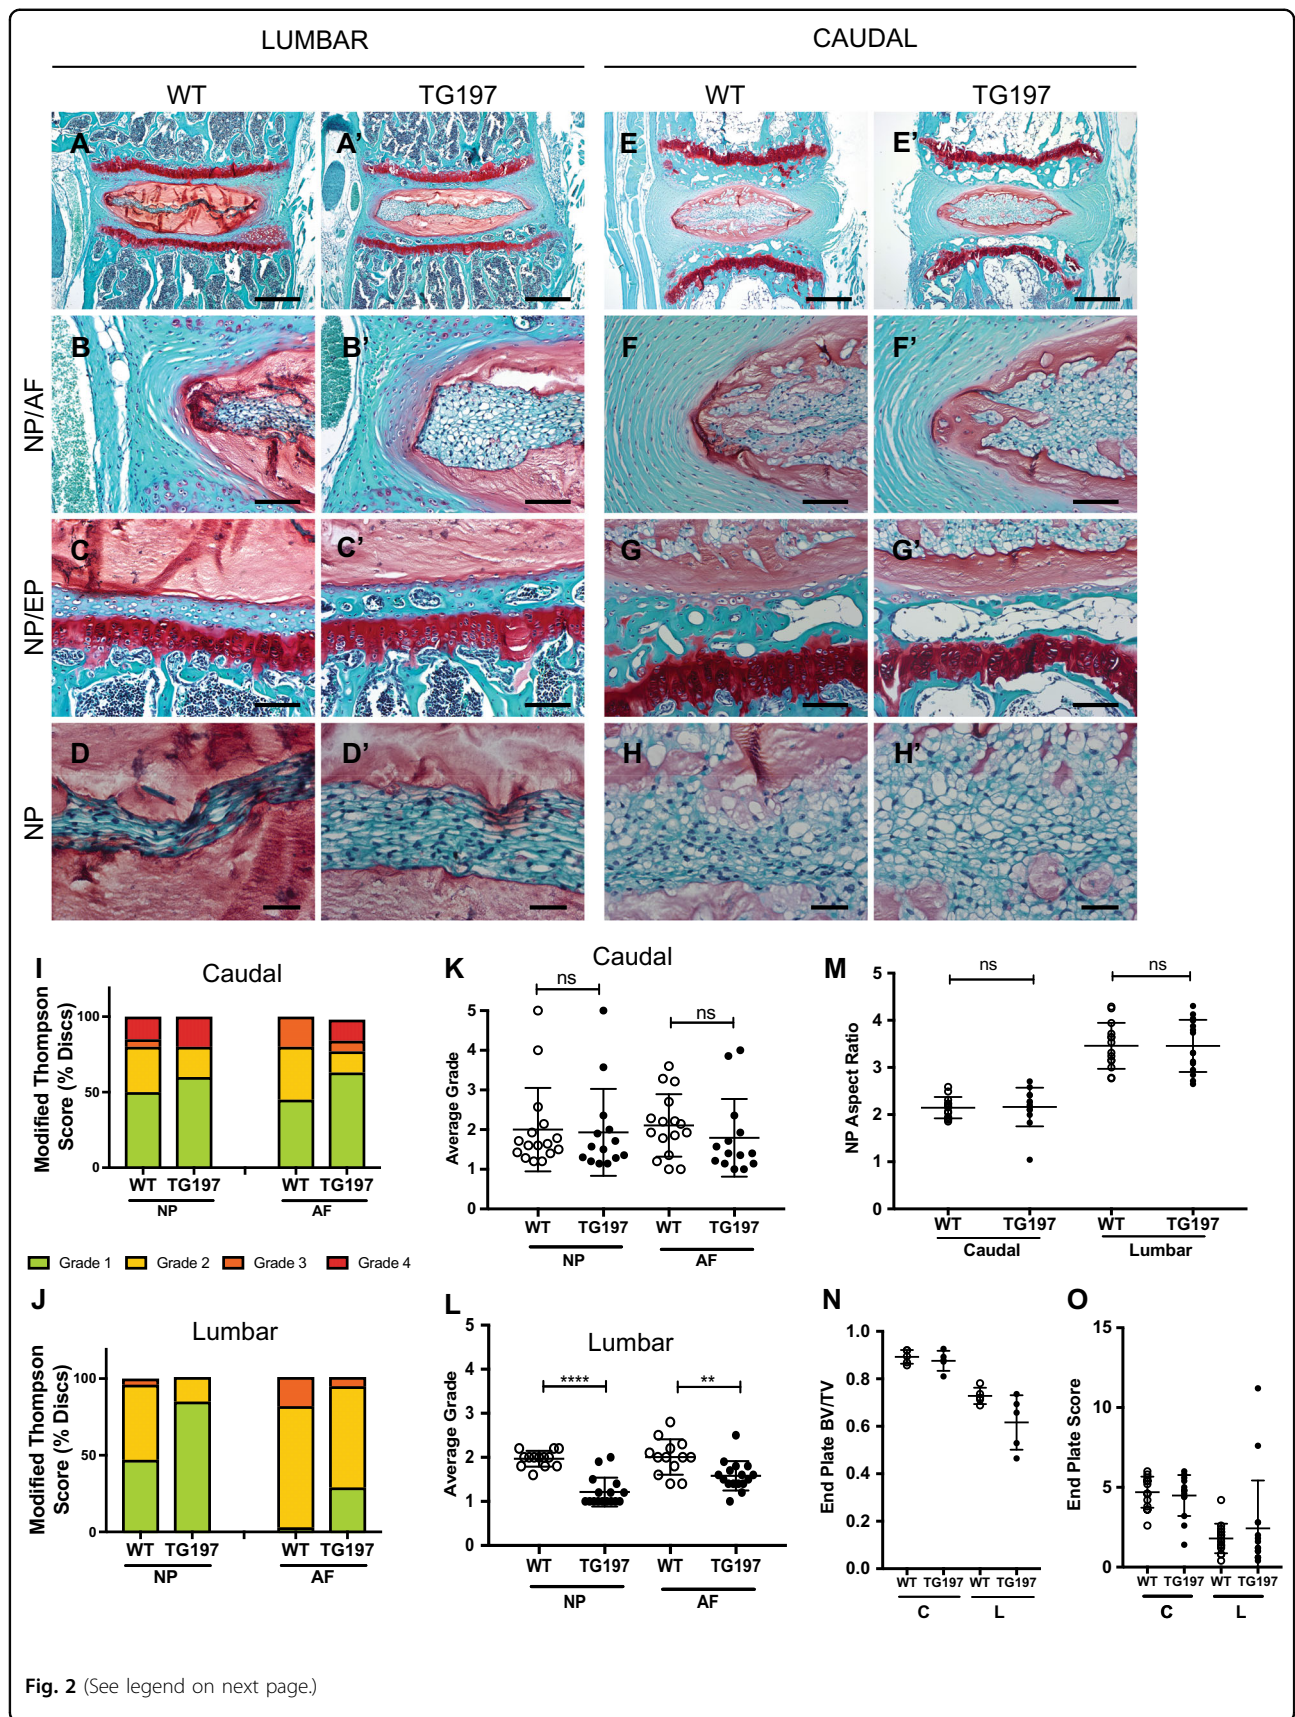 LUMBAR CAUDAL
WT TG197 WT TG197
A A' E E'
NP/AF
B B' F F'
NP/EP
C C' G G'
NP
D D' H H'
I Caudal
Modified Thompson
Score (% Discs)
100
50
0
WT TG197 WT TG197
NP AF
K Caudal
ns ns
Average Grade
5
4
3
2
1
0
WT TG197 WT TG197
NP AF
M
ns ns
NP Aspect Ratio
5
4
3
2
1
0
WT TG197 WT TG197
Caudal Lumbar
Grade 1 Grade 2 Grade 3 Grade 4
J Lumbar
Modified Thompson
Score (% Discs)
100
50
0
WT TG197 WT TG197
NP AF
L Lumbar
**** **
Average Grade
5
4
3
2
1
0
WT TG197 WT TG197
NP AF
N
End Plate BV/TV
1.0
0.8
0.6
0.4
0.2
0.0
WT TG197 WT TG197
C L
O
End Plate Score
15
10
5
0
WT TG197 WT TG197
C L
Fig. 2 (See legend on next page.)